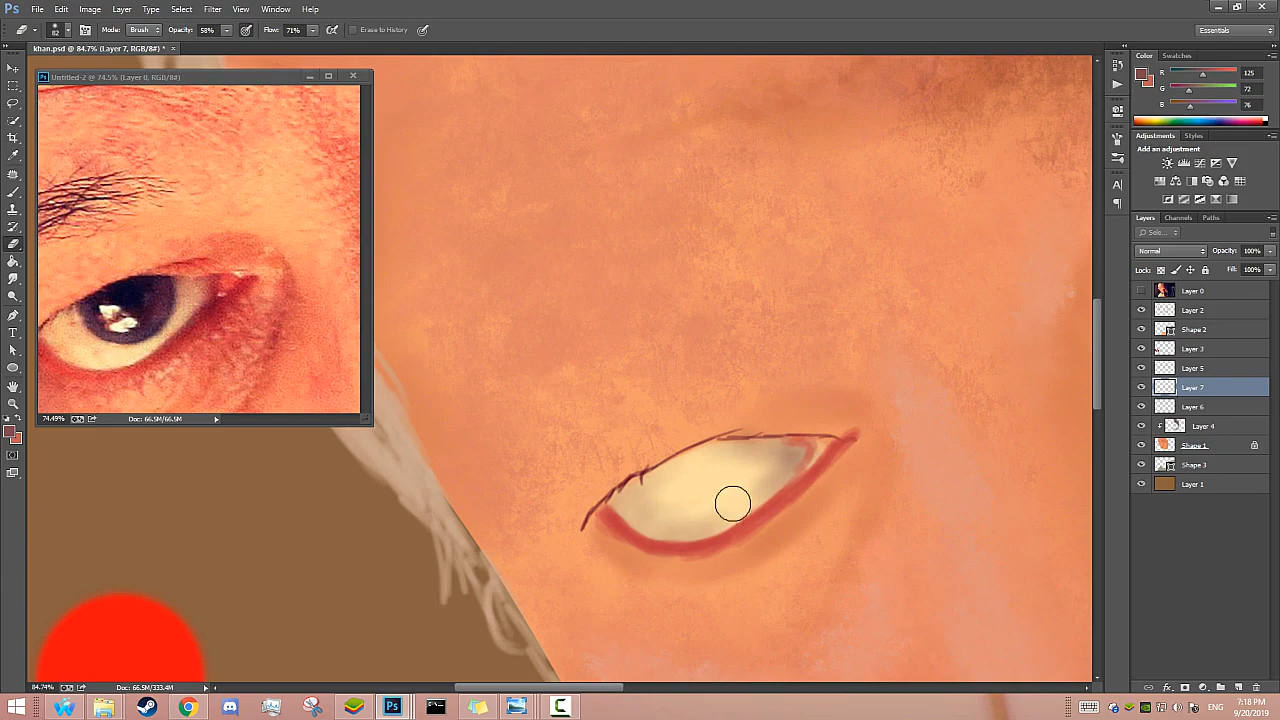 Ps File Edit Image Layer Type Select Filter View Window Help
82 Mode: Brush Opacity: 58% Flow: 71% Erase to History Essentials
khan.psd @ 84.7% (Layer 7, RGB/8#) * ×
Untitled-2 @ 74.5% (Layer 0, RGB/8#)
74.49% Doc: 66.5M/66.5M
Color Swatches
R 125
G 72
B 76
Adjustments Styles
Add an adjustment
Layers Channels Paths
Sele...
Normal Opacity: 100%
Lock: Fill: 100%
Layer 0
Layer 2
Shape 2
Layer 3
Layer 5
Layer 7
Layer 6
Layer 4
Shape 1
Shape 3
Layer 1
84.74% Doc: 66.5M/333.4M
ENG 7:18 PM
9/20/2019